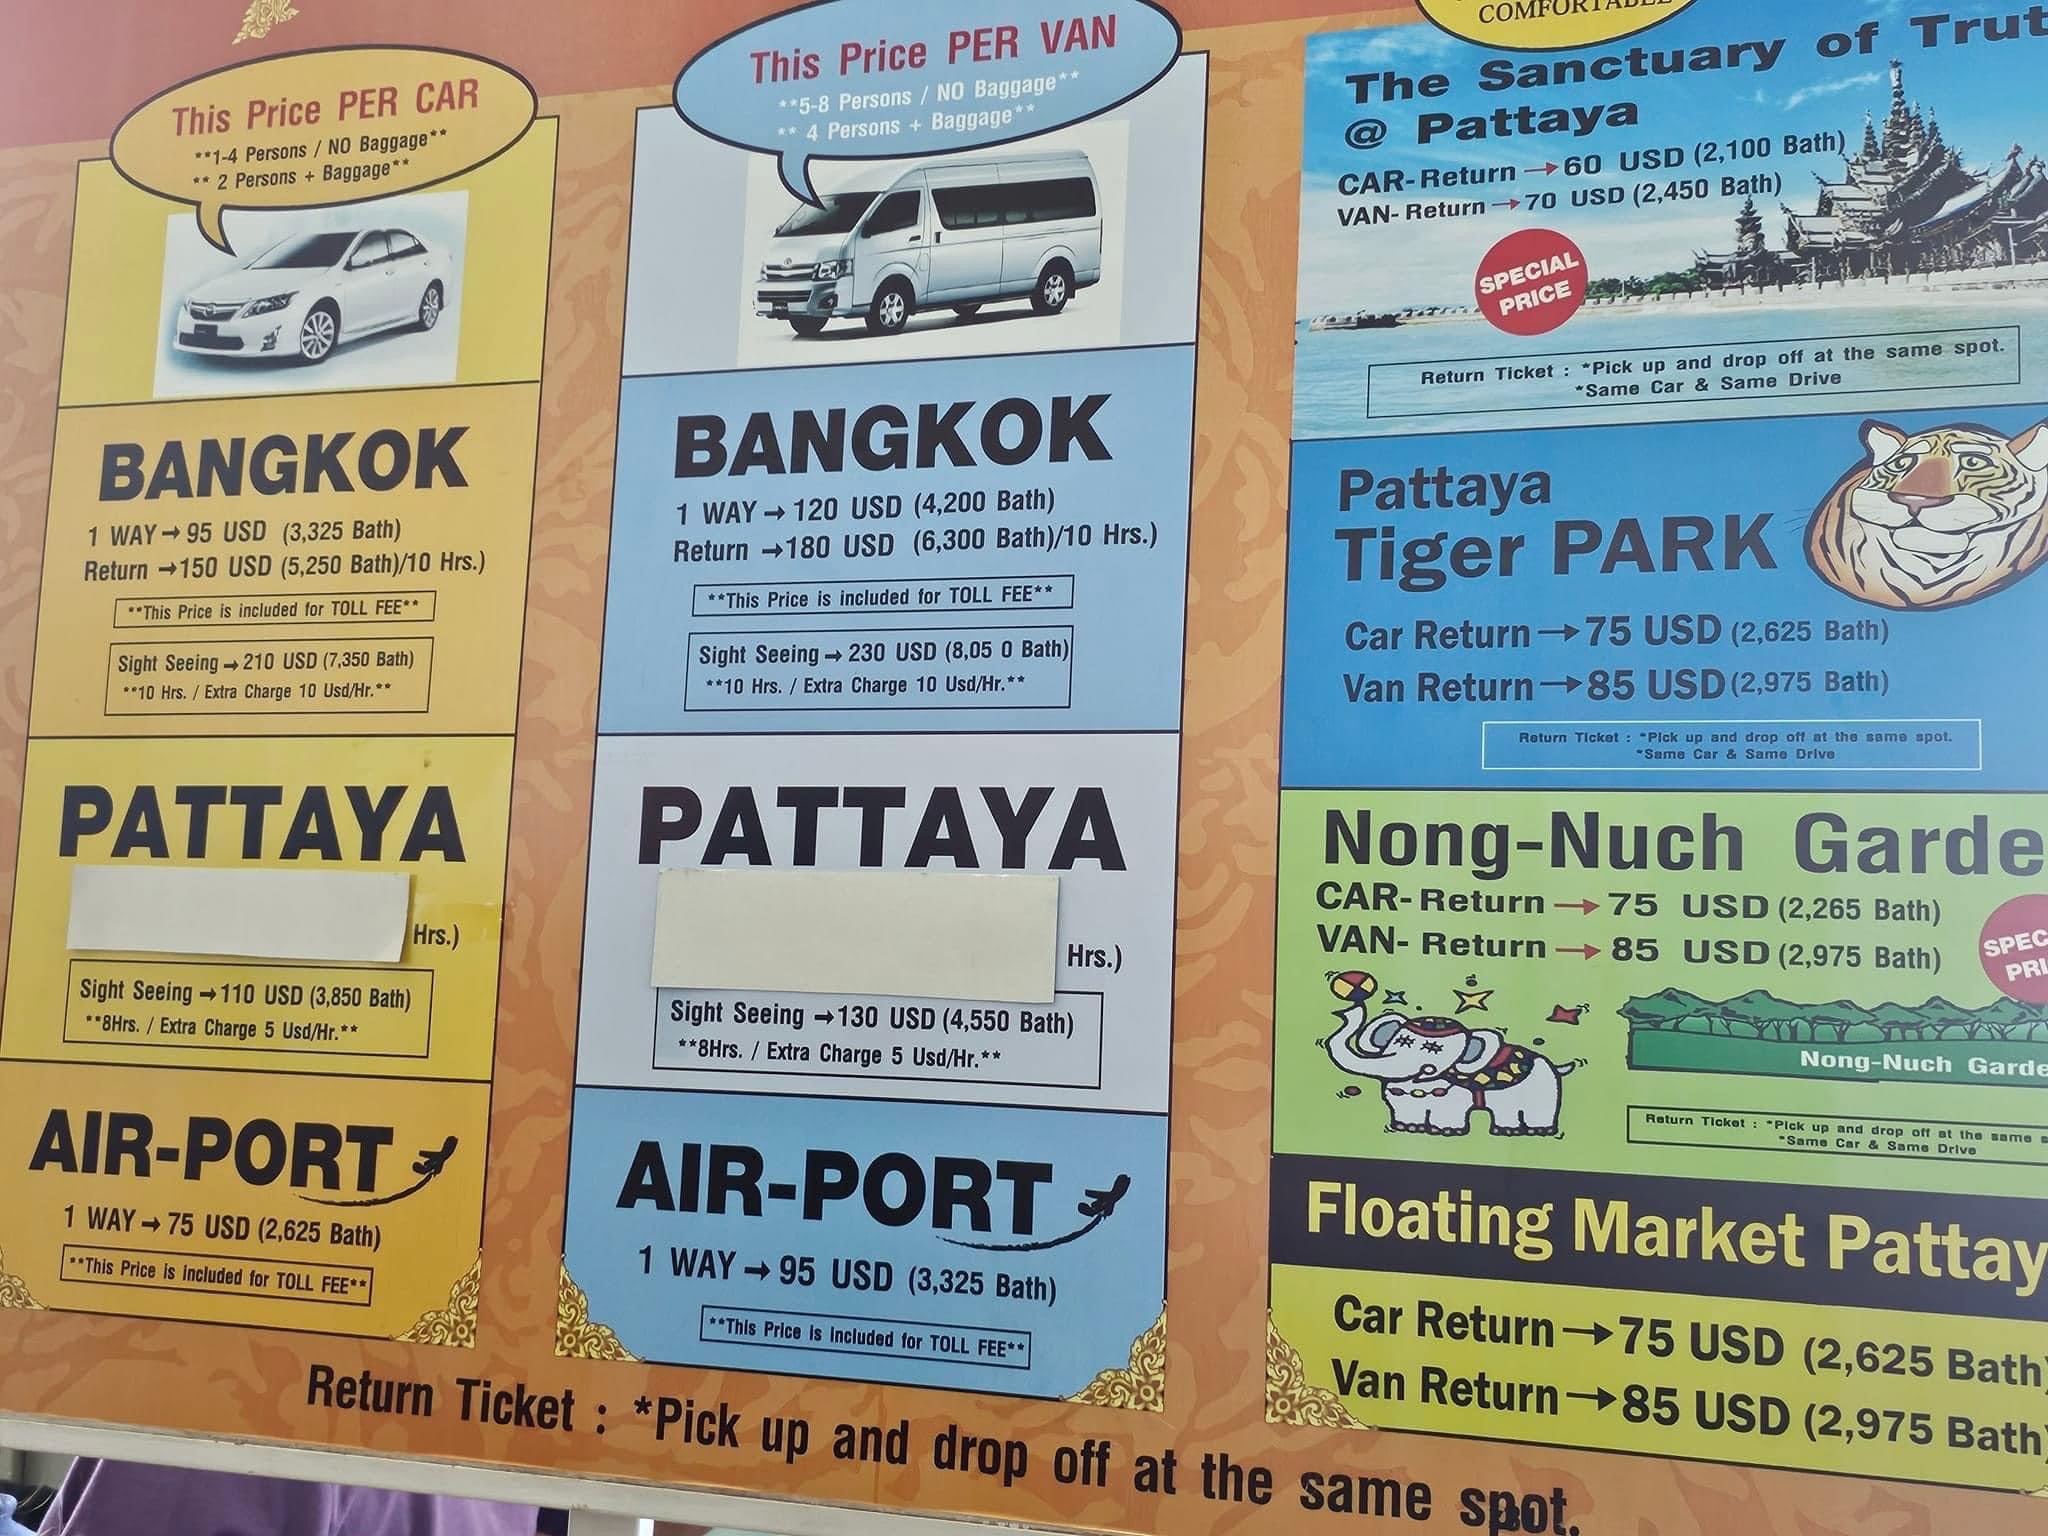 This Price PER CAR
**1-4 Persons / NO Baggage**
** 2 Persons + Baggage**
BANGKOK
1 WAY→95 USD (3,325 Bath)
Return →150 USD (5,250 Bath)/10 Hrs.)
**This Price is included for TOLL FEE**
Sight Seeing→210 USD (7,350 Bath)
**10 Hrs. / Extra Charge 10 Usd/Hr.**
PATTAYA
Hrs.)
Sight Seeing→110 USD (3,850 Bath)
**8Hrs. / Extra Charge 5 Usd/Hr.**
AIR-PORT
1 WAY→75 USD (2,625 Bath)
**This Price is included for TOLL FEE**
This Price PER VAN
**5-8 Persons / NO Baggage**
** 4 Persons + Baggage**
BANGKOK
1 WAY→120 USD (4,200 Bath)
Return →180 USD (6,300 Bath)/10 Hrs.)
**This Price is included for TOLL FEE**
Sight Seeing→230 USD (8,05 0 Bath)
**10 Hrs. / Extra Charge 10 Usd/Hr.**
PATTAYA
Hrs.)
Sight Seeing→130 USD (4,550 Bath)
**8Hrs. / Extra Charge 5 Usd/Hr.**
AIR-PORT
1 WAY→95 USD (3,325 Bath)
**This Price is included for TOLL FEE**
COMFORTABLE
The Sanctuary of Trut
@ Pattaya
CAR-Return→60 USD (2,100 Bath)
VAN-Return→70 USD (2,450 Bath)
SPECIAL
PRICE
Return Ticket : *Pick up and drop off at the same spot.
*Same Car & Same Drive
Pattaya
Tiger PARK
Car Return→75 USD (2,625 Bath)
Van Return→85 USD (2,975 Bath)
Return Ticket : *Pick up and drop off at the same spot.
*Same Car & Same Drive
Nong-Nuch Garde
CAR-Return→75 USD (2,265 Bath)
VAN- Return→85 USD (2,975 Bath)
SPEC
PRI
Nong-Nuch Garde
Return Ticket : *Pick up and drop off at the same s
*Same Car & Same Drive
Floating Market Pattay
Car Return→75 USD (2,625 Bath)
Van Return→85 USD (2,975 Bath)
Return Ticket : *Pick up and drop off at the same spot.